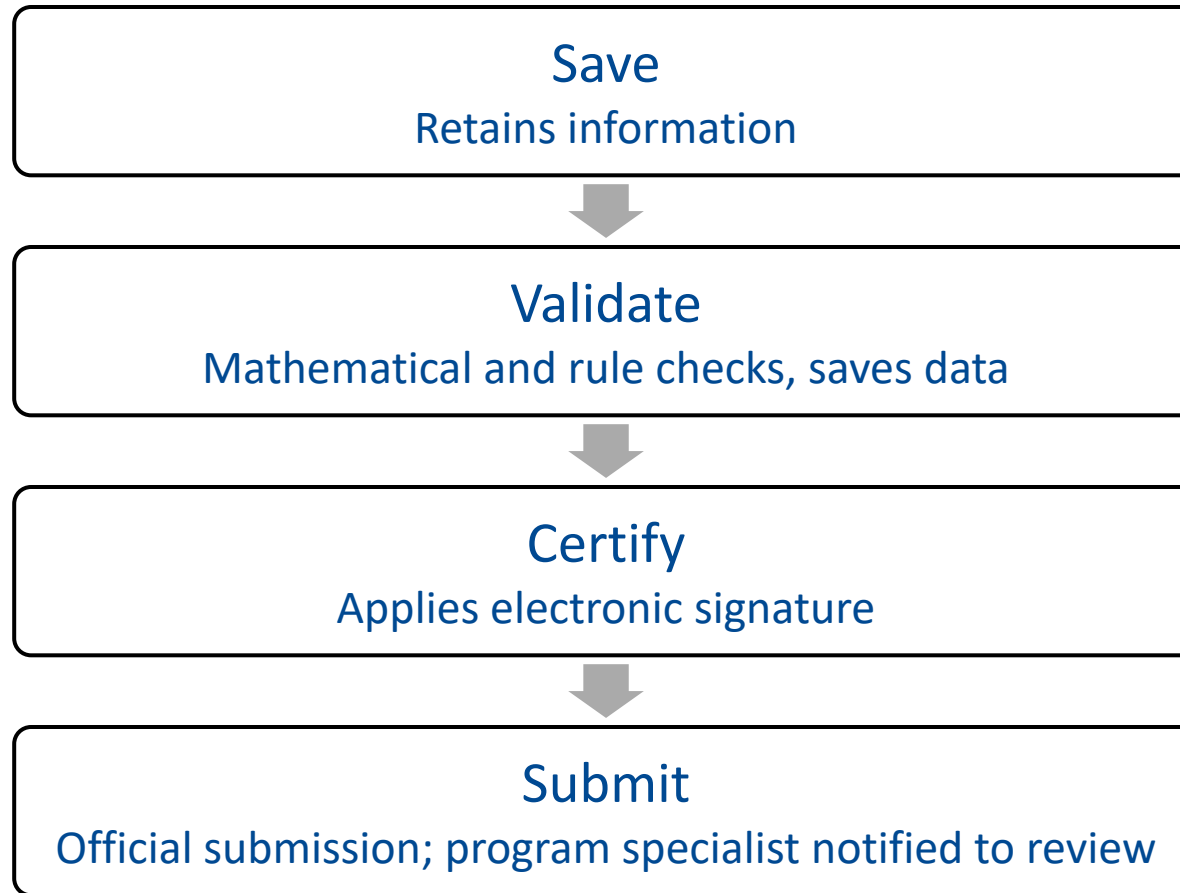 Save
Retains information
Validate
Mathematical and rule checks, saves data
Certify
Applies electronic signature
Submit
Official submission; program specialist notified to review